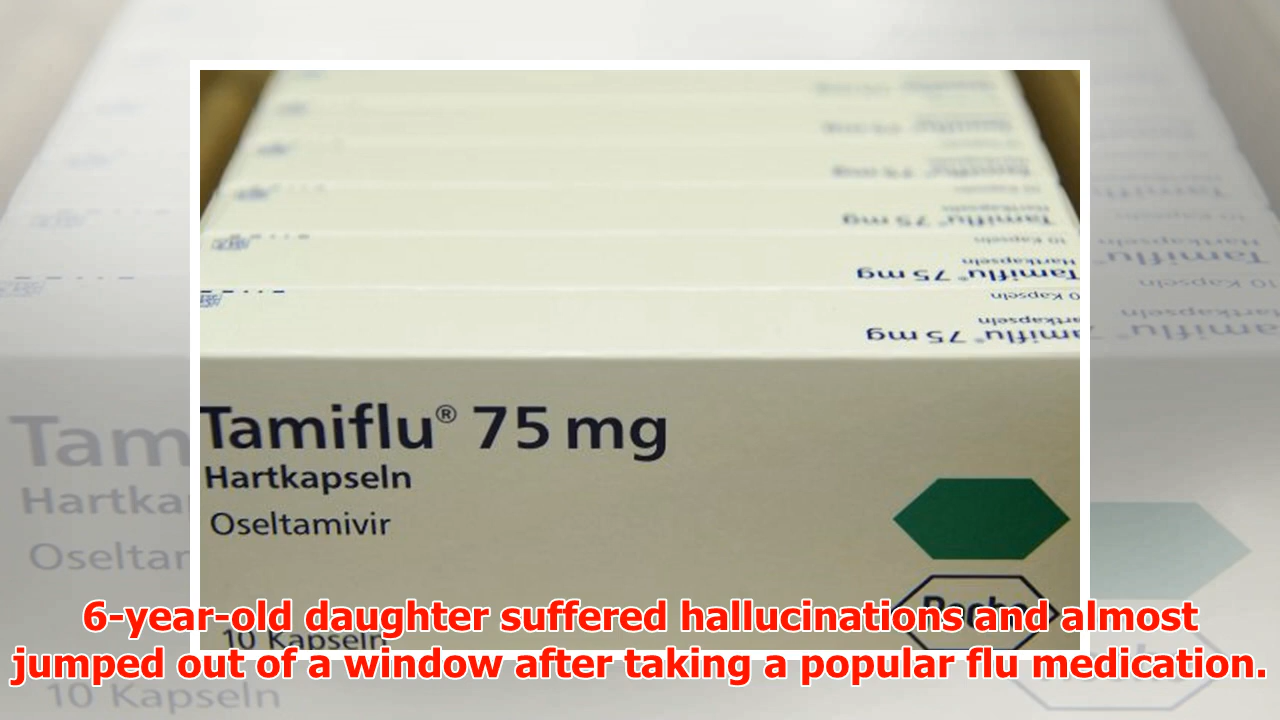 Tamiflu® 75 mg
10 Kapseln
Hartkapseln
Tamiflu® 75 mg
Hartkapseln
Tamiflu® 75 mg
Tamiflu® 75 mg
Hartkapseln
Oseltamivir
10 Kapseln
Roche
6-year-old daughter suffered hallucinations and almost
jumped out of a window after taking a popular flu medication.
10 Kapseln